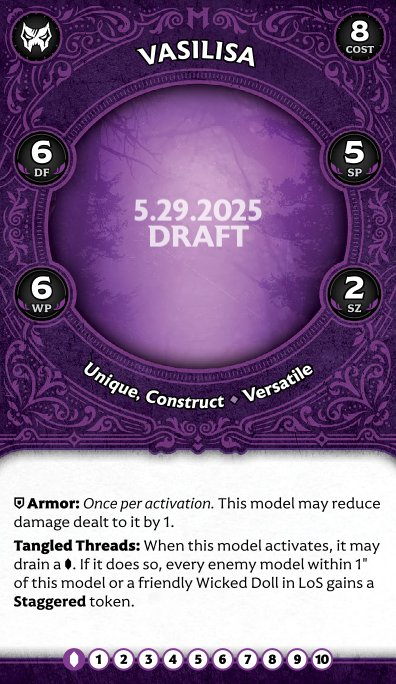 VASILISA
8
COST
6
DF
5
SP
5.29.2025
DRAFT
6
WP
2
SZ
Unique, Construct ◆ Versatile
Armor: Once per activation. This model may reduce
damage dealt to it by 1.
Tangled Threads: When this model activates, it may
drain a . If it does so, every enemy model within 1"
of this model or a friendly Wicked Doll in LoS gains a
Staggered token.
1 2 3 4 5 6 7 8 9 10